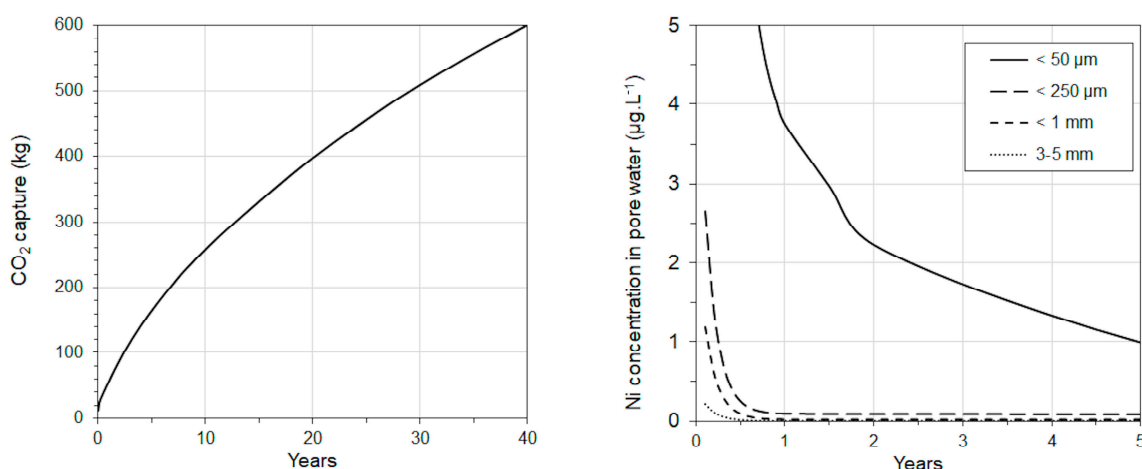 600
500
400
300
200
100
0
CO₂ capture (kg)
0 10 20 30 40
Years
5
4
3
2
1
0
Ni concentration in pore water (µg.L⁻¹)
< 50 µm
< 250 µm
< 1 mm
3-5 mm
0 1 2 3 4 5
Years